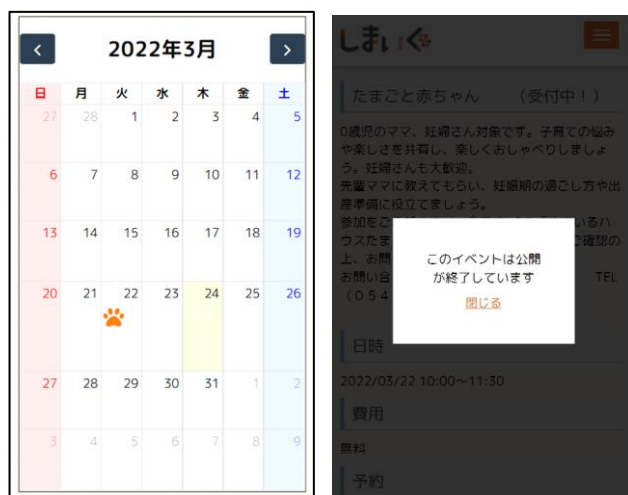 2022年3月
日 月 火 水 木 金 土
27 28 1 2 3 4 5
6 7 8 9 10 11 12
13 14 15 16 17 18 19
20 21 22 23 24 25 26
27 28 29 30 31 1 2
3 4 5 6 7 8 9
しまいく
たまごと赤ちゃん (受付中!)
0歳児のママ、妊婦さん対象です。子育ての悩み
や楽しさを共有し、楽しくおしゃべりしましょ
う。妊婦さんも大歓迎。
先輩ママに教えてもらい、妊娠期の過ごし方や出
産準備に役立てましょう。
参加をご
いるハ
ウスたま
ご確認の
上、お問
お問い合
TEL
(054
このイベントは公開
が終了しています
閉じる
日時
2022/03/22 10:00~11:30
費用
無料
予約